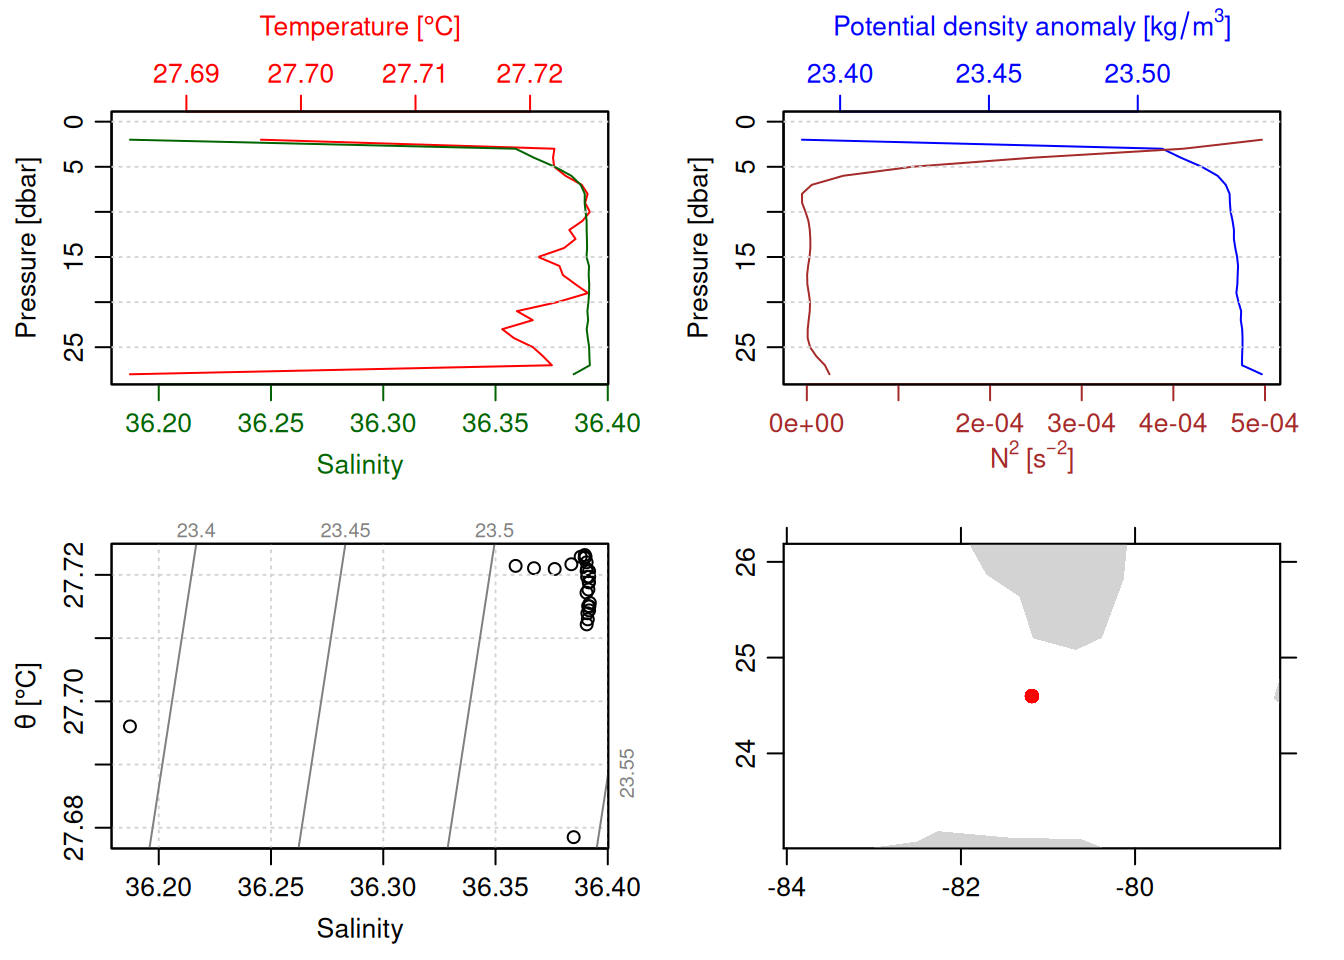 Temperature [°C]
27.69 27.70 27.71 27.72
0
5
15
25
Pressure [dbar]
36.20 36.25 36.30 36.35 36.40
Salinity
Potential density anomaly [kg/m³]
23.40 23.45 23.50
0
5
15
25
Pressure [dbar]
0e+00 2e-04 3e-04 4e-04 5e-04
N² [s⁻²]
23.4 23.45 23.5
27.72
27.70
27.68
θ [°C]
23.55
36.20 36.25 36.30 36.35 36.40
Salinity
26
25
24
-84 -82 -80